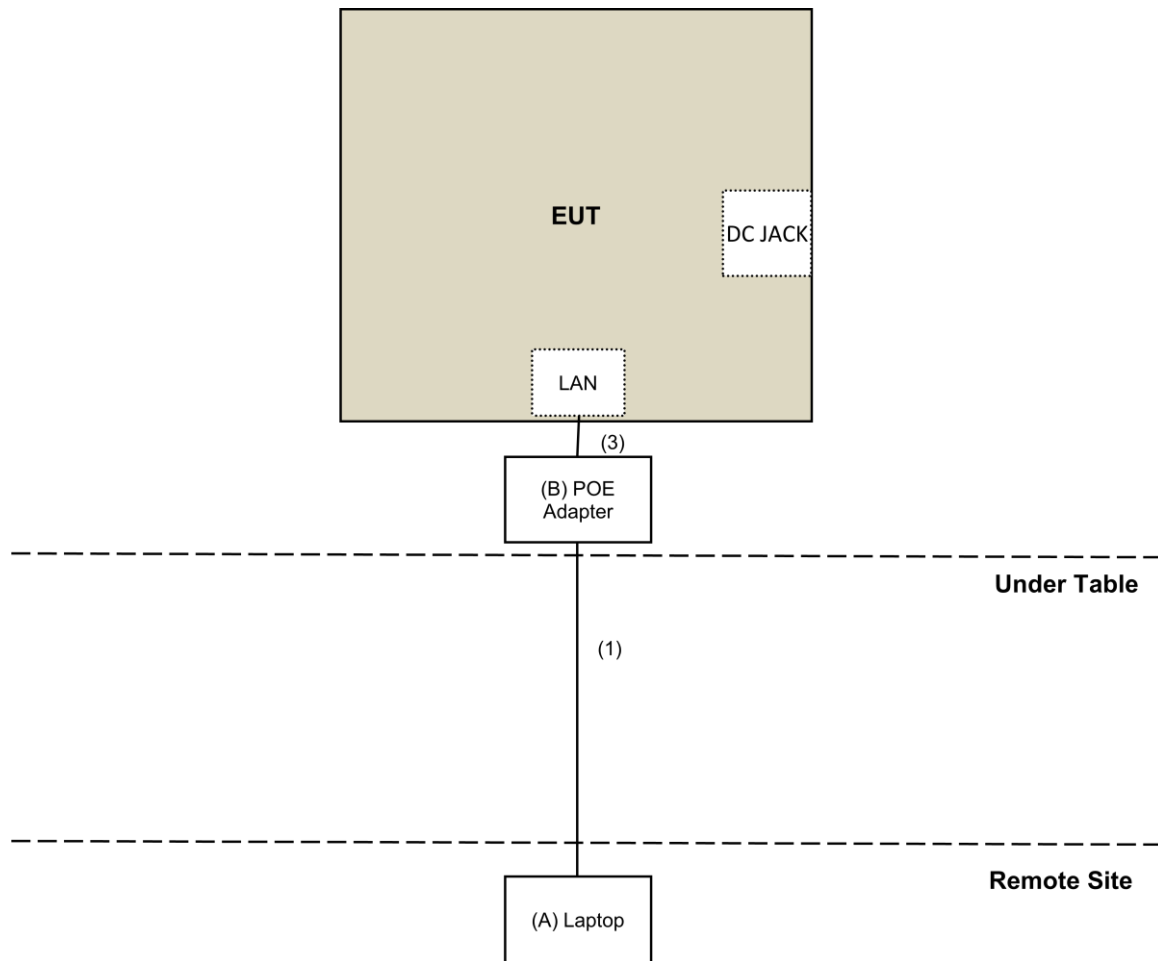 EUT
DC JACK
LAN
(3)
(B) POE
Adapter
Under Table
(1)
Remote Site
(A) Laptop